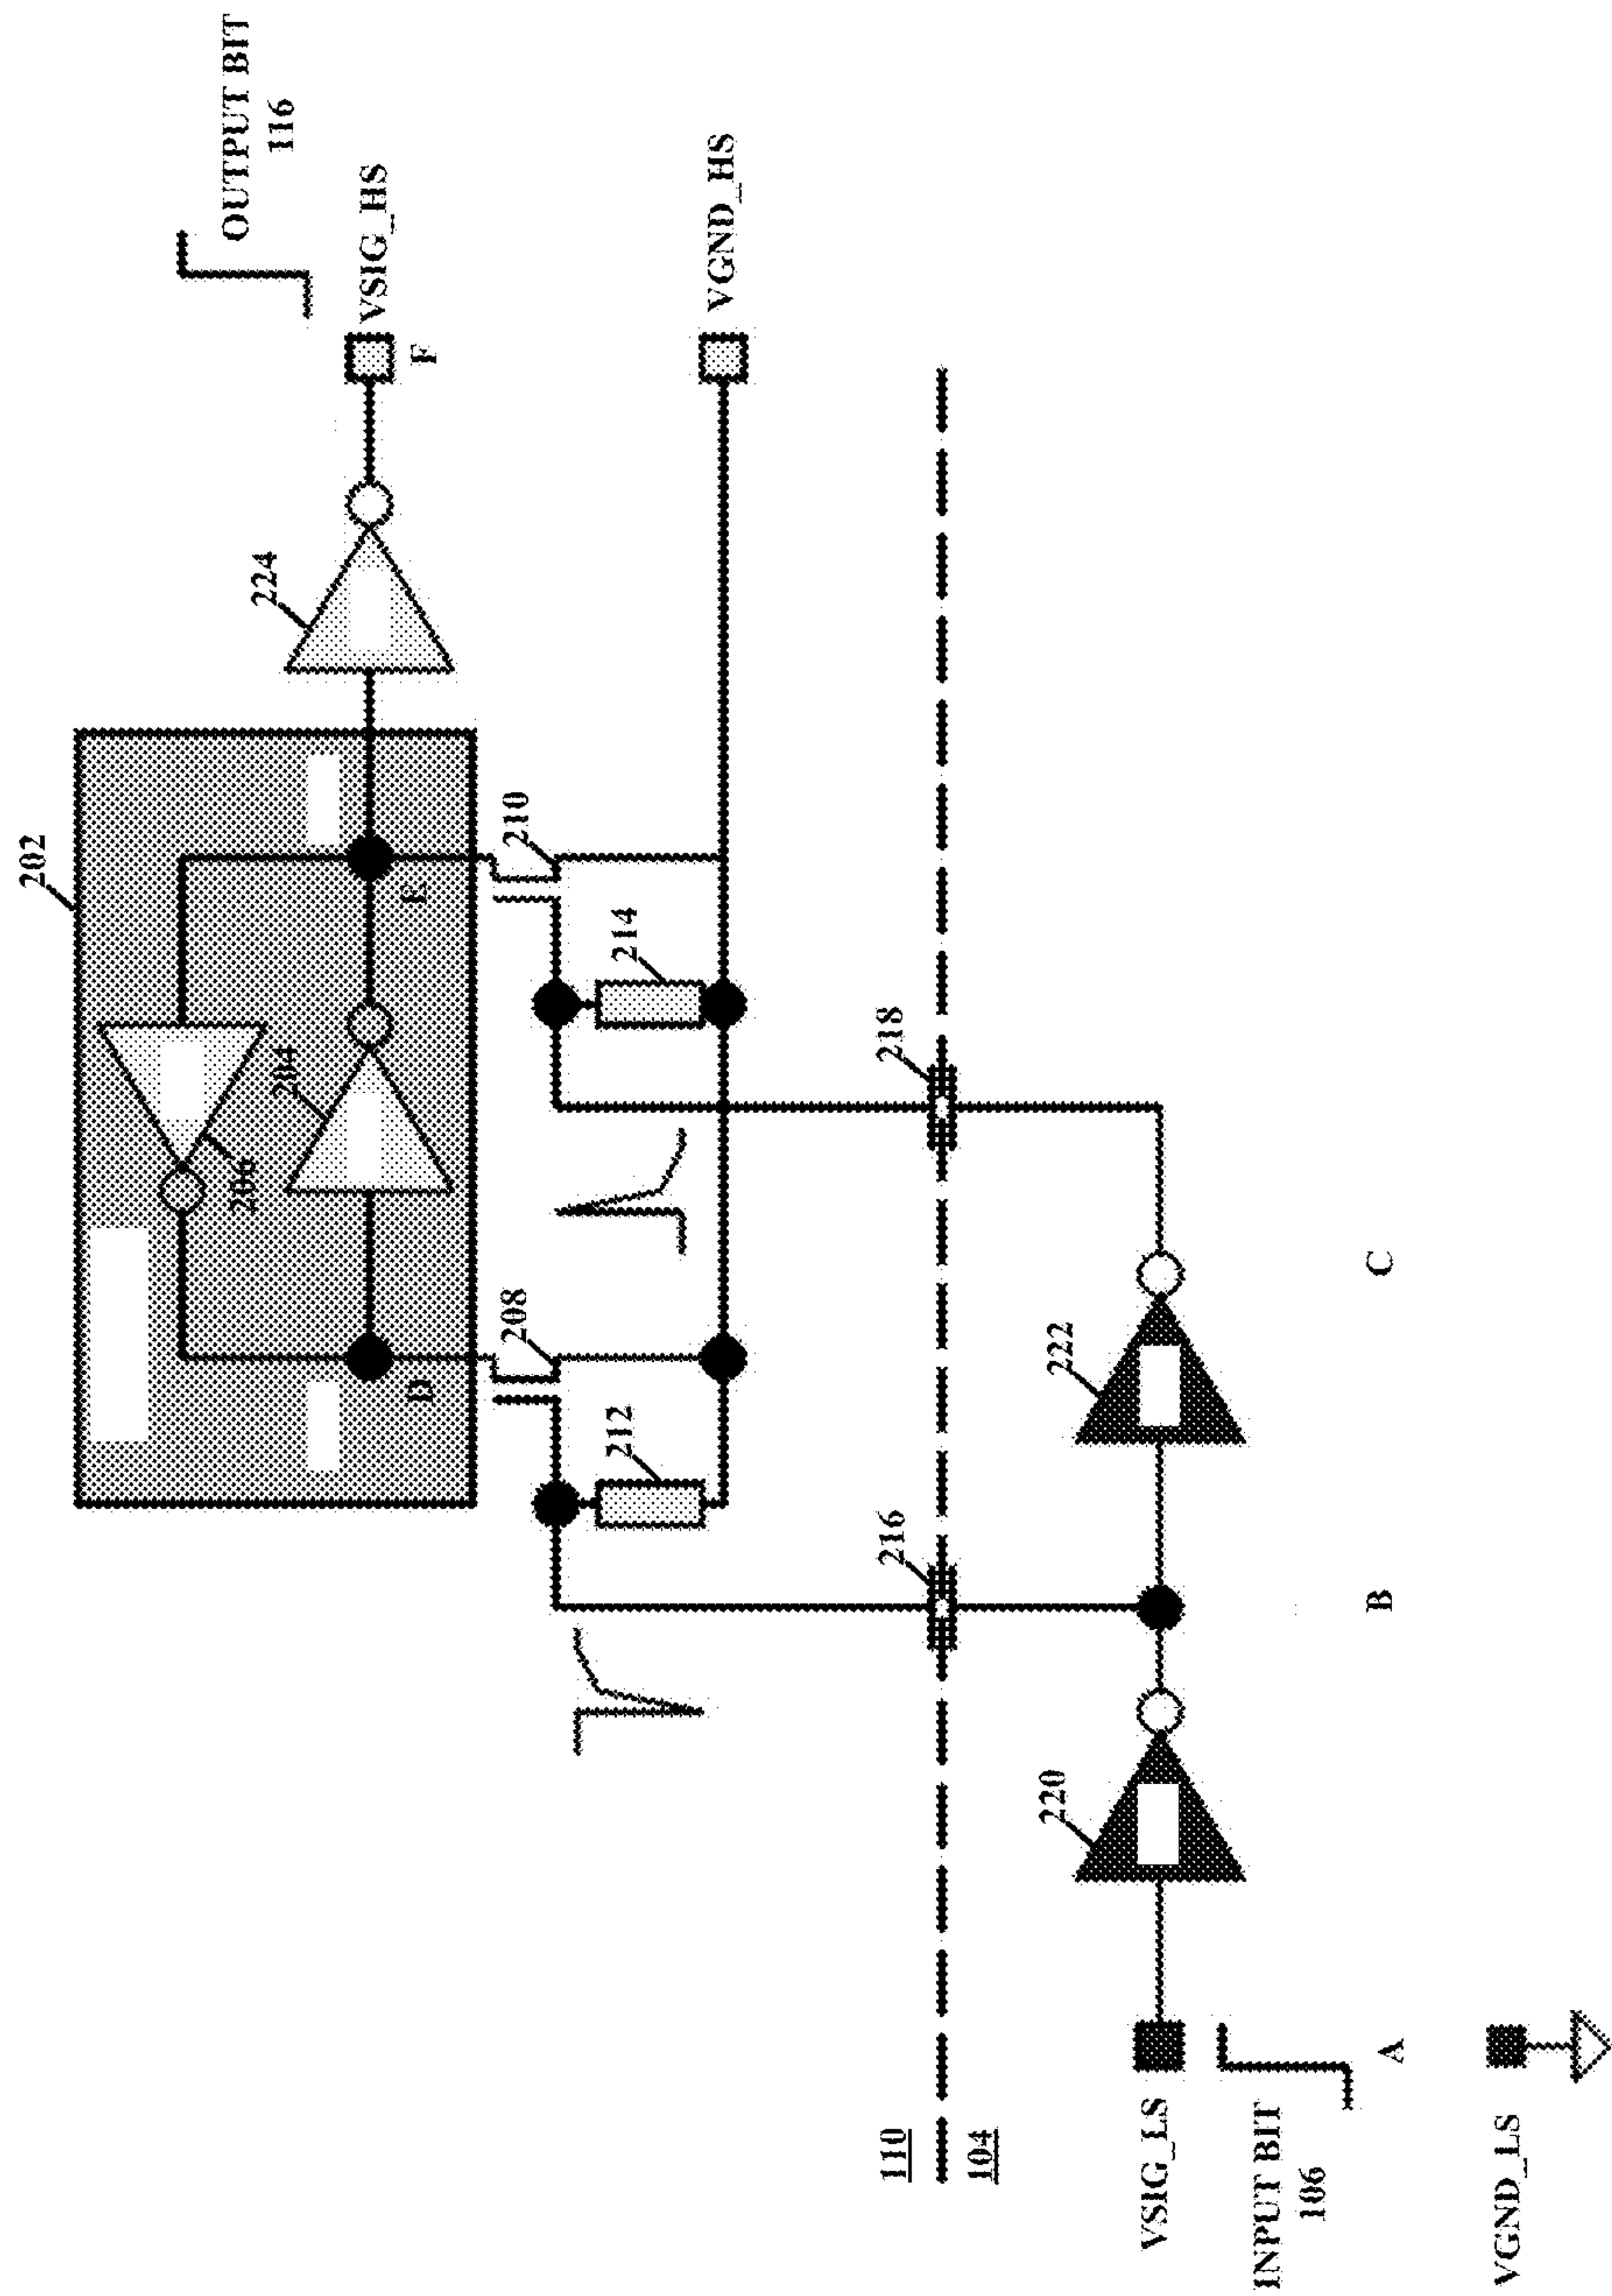 OUTPUT BIT
116
202
224
VSIG_HS
F
206
204
E
D
210
208
214
212
VGND_HS
218
216
110
104
220
222
VSIG_LS
INPUT BIT
106
A
B
C
VGND_LS